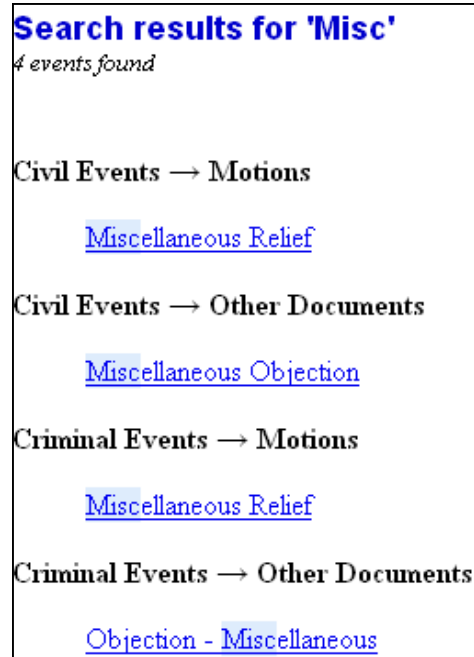 Search results for 'Misc'
4 events found
Civil Events → Motions
Miscellaneous Relief
Civil Events → Other Documents
Miscellaneous Objection
Criminal Events → Motions
Miscellaneous Relief
Criminal Events → Other Documents
Objection - Miscellaneous